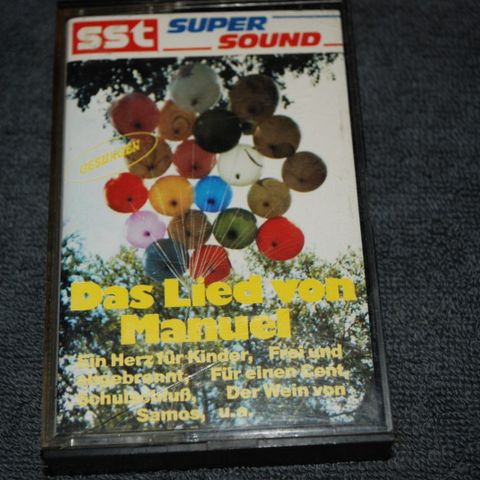 sst SUPER
SOUND
GESUNGEN
Das Lied von
Manuel
Ein Herz für Kinder, Frei und
abgebrannt, Für einen Cent,
Schulschluß, Der Wein von
Samos, u.a.